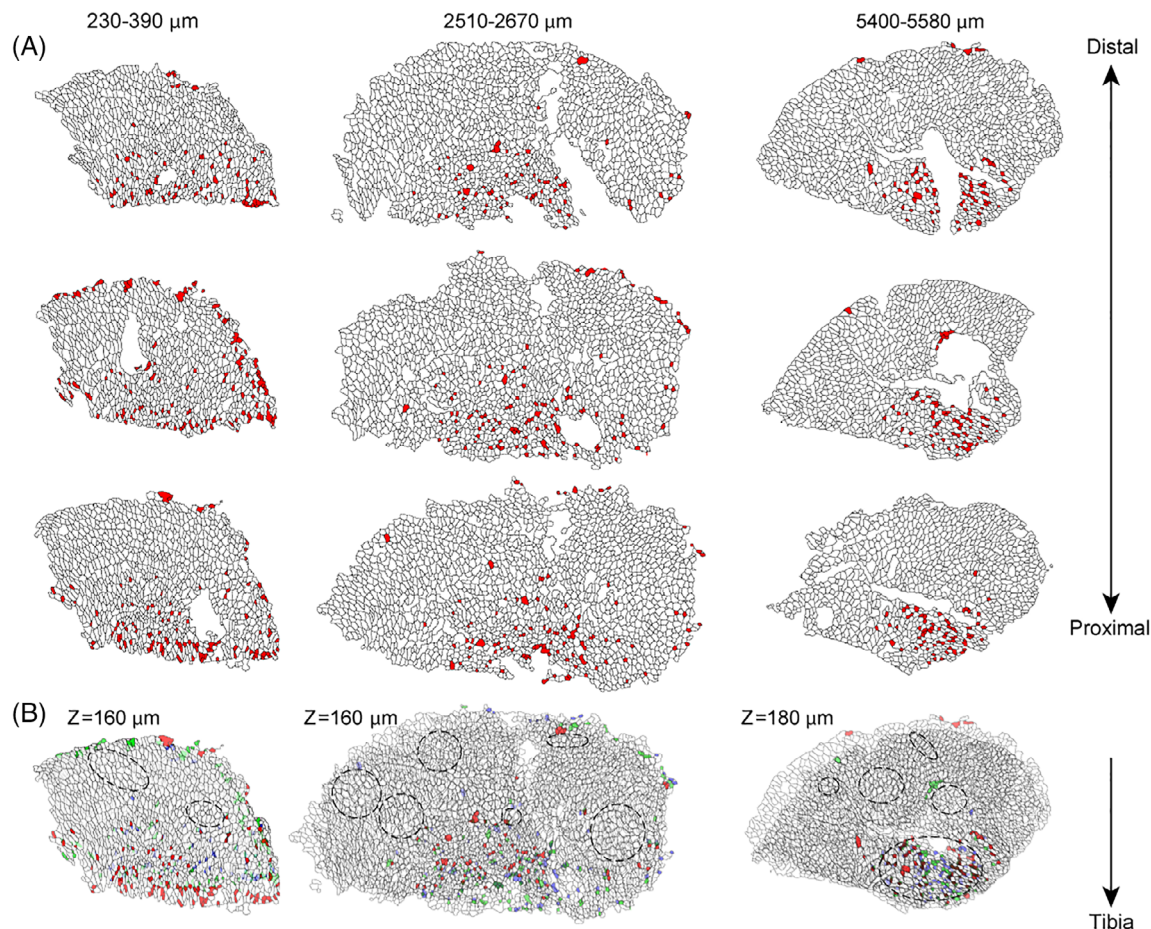 230-390 µm 2510-2670 µm 5400-5580 µm
(A) Distal
Proximal
(B) Z=160 µm Z=160 µm Z=180 µm
Tibia